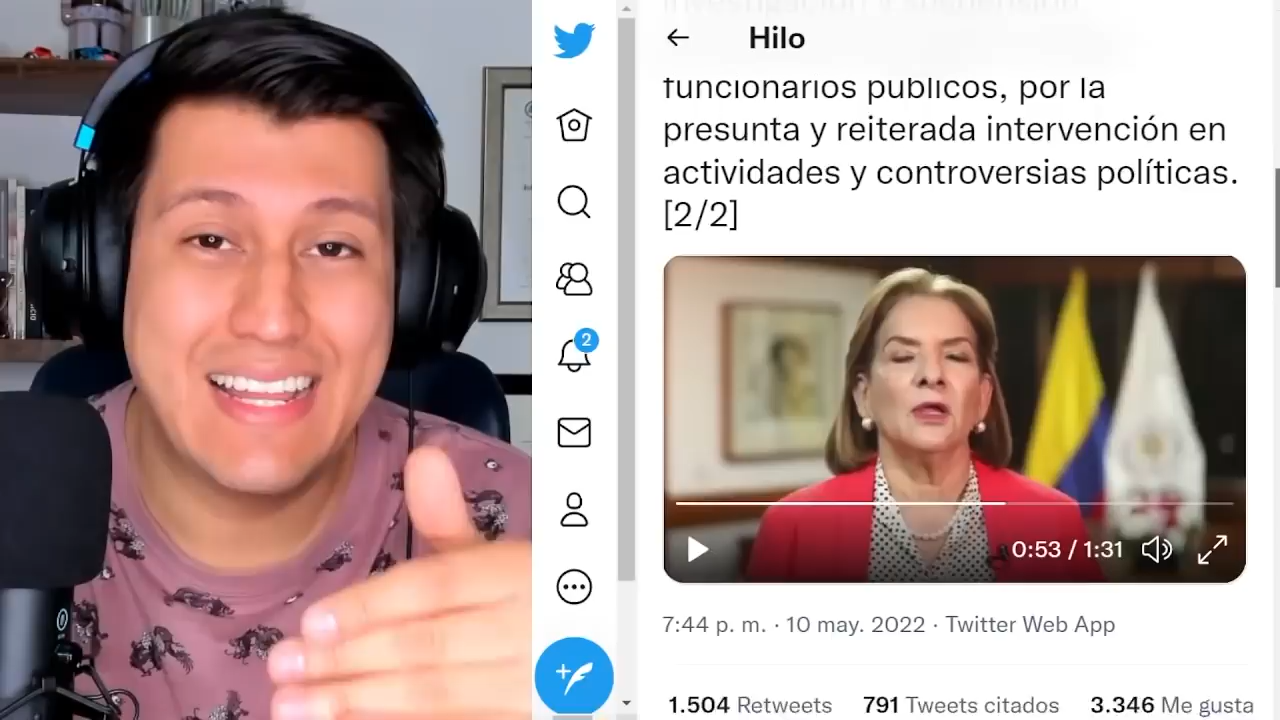 Hilo
funcionarios públicos, por la
presunta y reiterada intervención en
actividades y controversias políticas.
[2/2]
2
0:53 / 1:31
7:44 p. m. · 10 may. 2022 · Twitter Web App
1.504 Retweets 791 Tweets citados 3.346 Me gusta